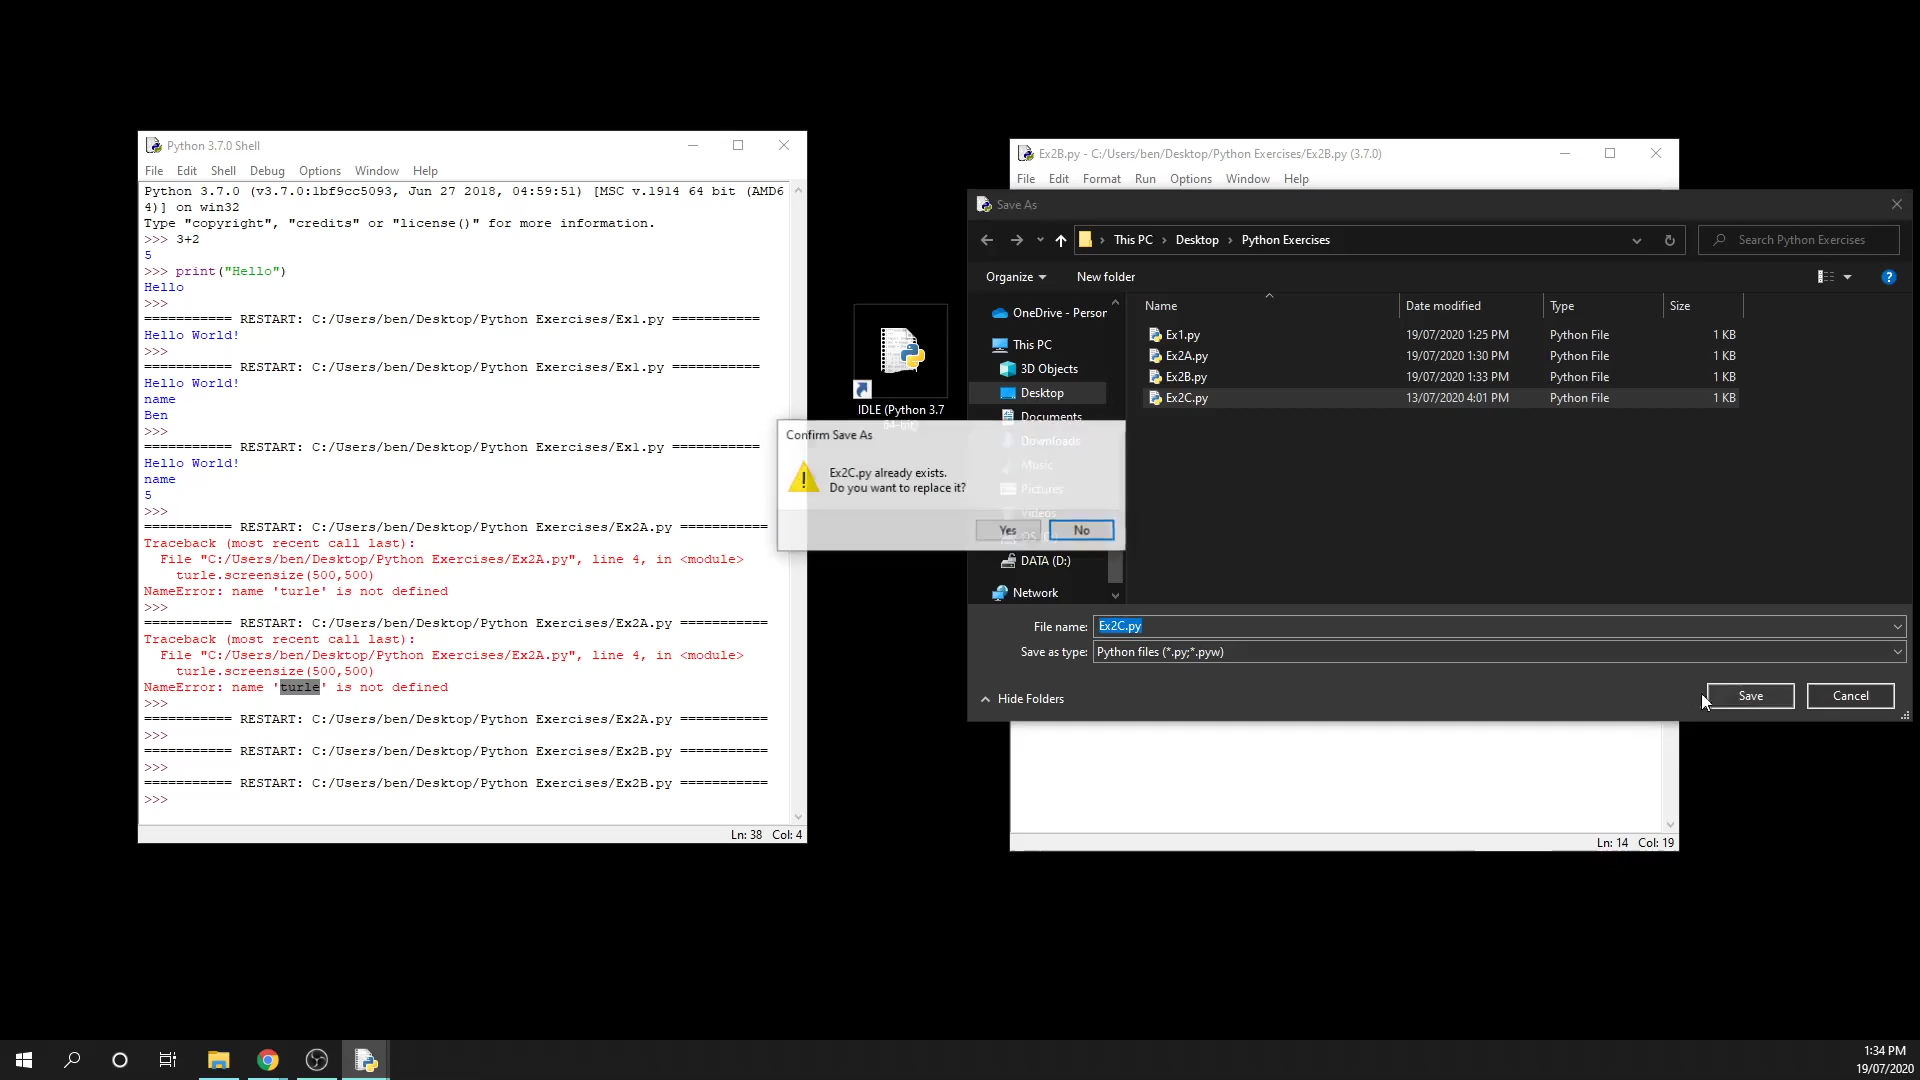 Python 3.7.0 Shell
File Edit Shell Debug Options Window Help
Python 3.7.0 (v3.7.0:1bf9cc5093, Jun 27 2018, 04:59:51) [MSC v.1914 64 bit (AMD6
4)] on win32
Type "copyright", "credits" or "license()" for more information.
>>> 3+2
5
>>> print("Hello")
Hello
>>>
=========== RESTART: C:/Users/ben/Desktop/Python Exercises/Ex1.py ===========
Hello World!
>>>
=========== RESTART: C:/Users/ben/Desktop/Python Exercises/Ex1.py ===========
Hello World!
name
Ben
>>>
=========== RESTART: C:/Users/ben/Desktop/Python Exercises/Ex1.py ===========
Hello World!
name
5
>>>
=========== RESTART: C:/Users/ben/Desktop/Python Exercises/Ex2A.py ===========
Traceback (most recent call last):
File "C:/Users/ben/Desktop/Python Exercises/Ex2A.py", line 4, in <module>
turle.screensize(500,500)
NameError: name 'turle' is not defined
>>>
=========== RESTART: C:/Users/ben/Desktop/Python Exercises/Ex2A.py ===========
Traceback (most recent call last):
File "C:/Users/ben/Desktop/Python Exercises/Ex2A.py", line 4, in <module>
turle.screensize(500,500)
NameError: name 'turle' is not defined
>>>
=========== RESTART: C:/Users/ben/Desktop/Python Exercises/Ex2A.py ===========
>>>
=========== RESTART: C:/Users/ben/Desktop/Python Exercises/Ex2B.py ===========
>>>
=========== RESTART: C:/Users/ben/Desktop/Python Exercises/Ex2B.py ===========
>>>
Ln: 38 Col: 4
IDLE (Python 3.7
64-bit)
Confirm Save As
Ex2C.py already exists.
Do you want to replace it?
Yes No
Ex2B.py - C:/Users/ben/Desktop/Python Exercises/Ex2B.py (3.7.0)
File Edit Format Run Options Window Help
Save As
This PC > Desktop > Python Exercises
Search Python Exercises
Organize New folder
OneDrive - Person
This PC
3D Objects
Desktop
Documents
Downloads
Music
Pictures
Videos
DATA (D:)
Network
Name Date modified Type Size
Ex1.py 19/07/2020 1:25 PM Python File 1 KB
Ex2A.py 19/07/2020 1:30 PM Python File 1 KB
Ex2B.py 19/07/2020 1:33 PM Python File 1 KB
Ex2C.py 13/07/2020 4:01 PM Python File 1 KB
File name: Ex2C.py
Save as type: Python files (*.py;*.pyw)
Hide Folders
Save Cancel
Ln: 14 Col: 19
1:34 PM
19/07/2020